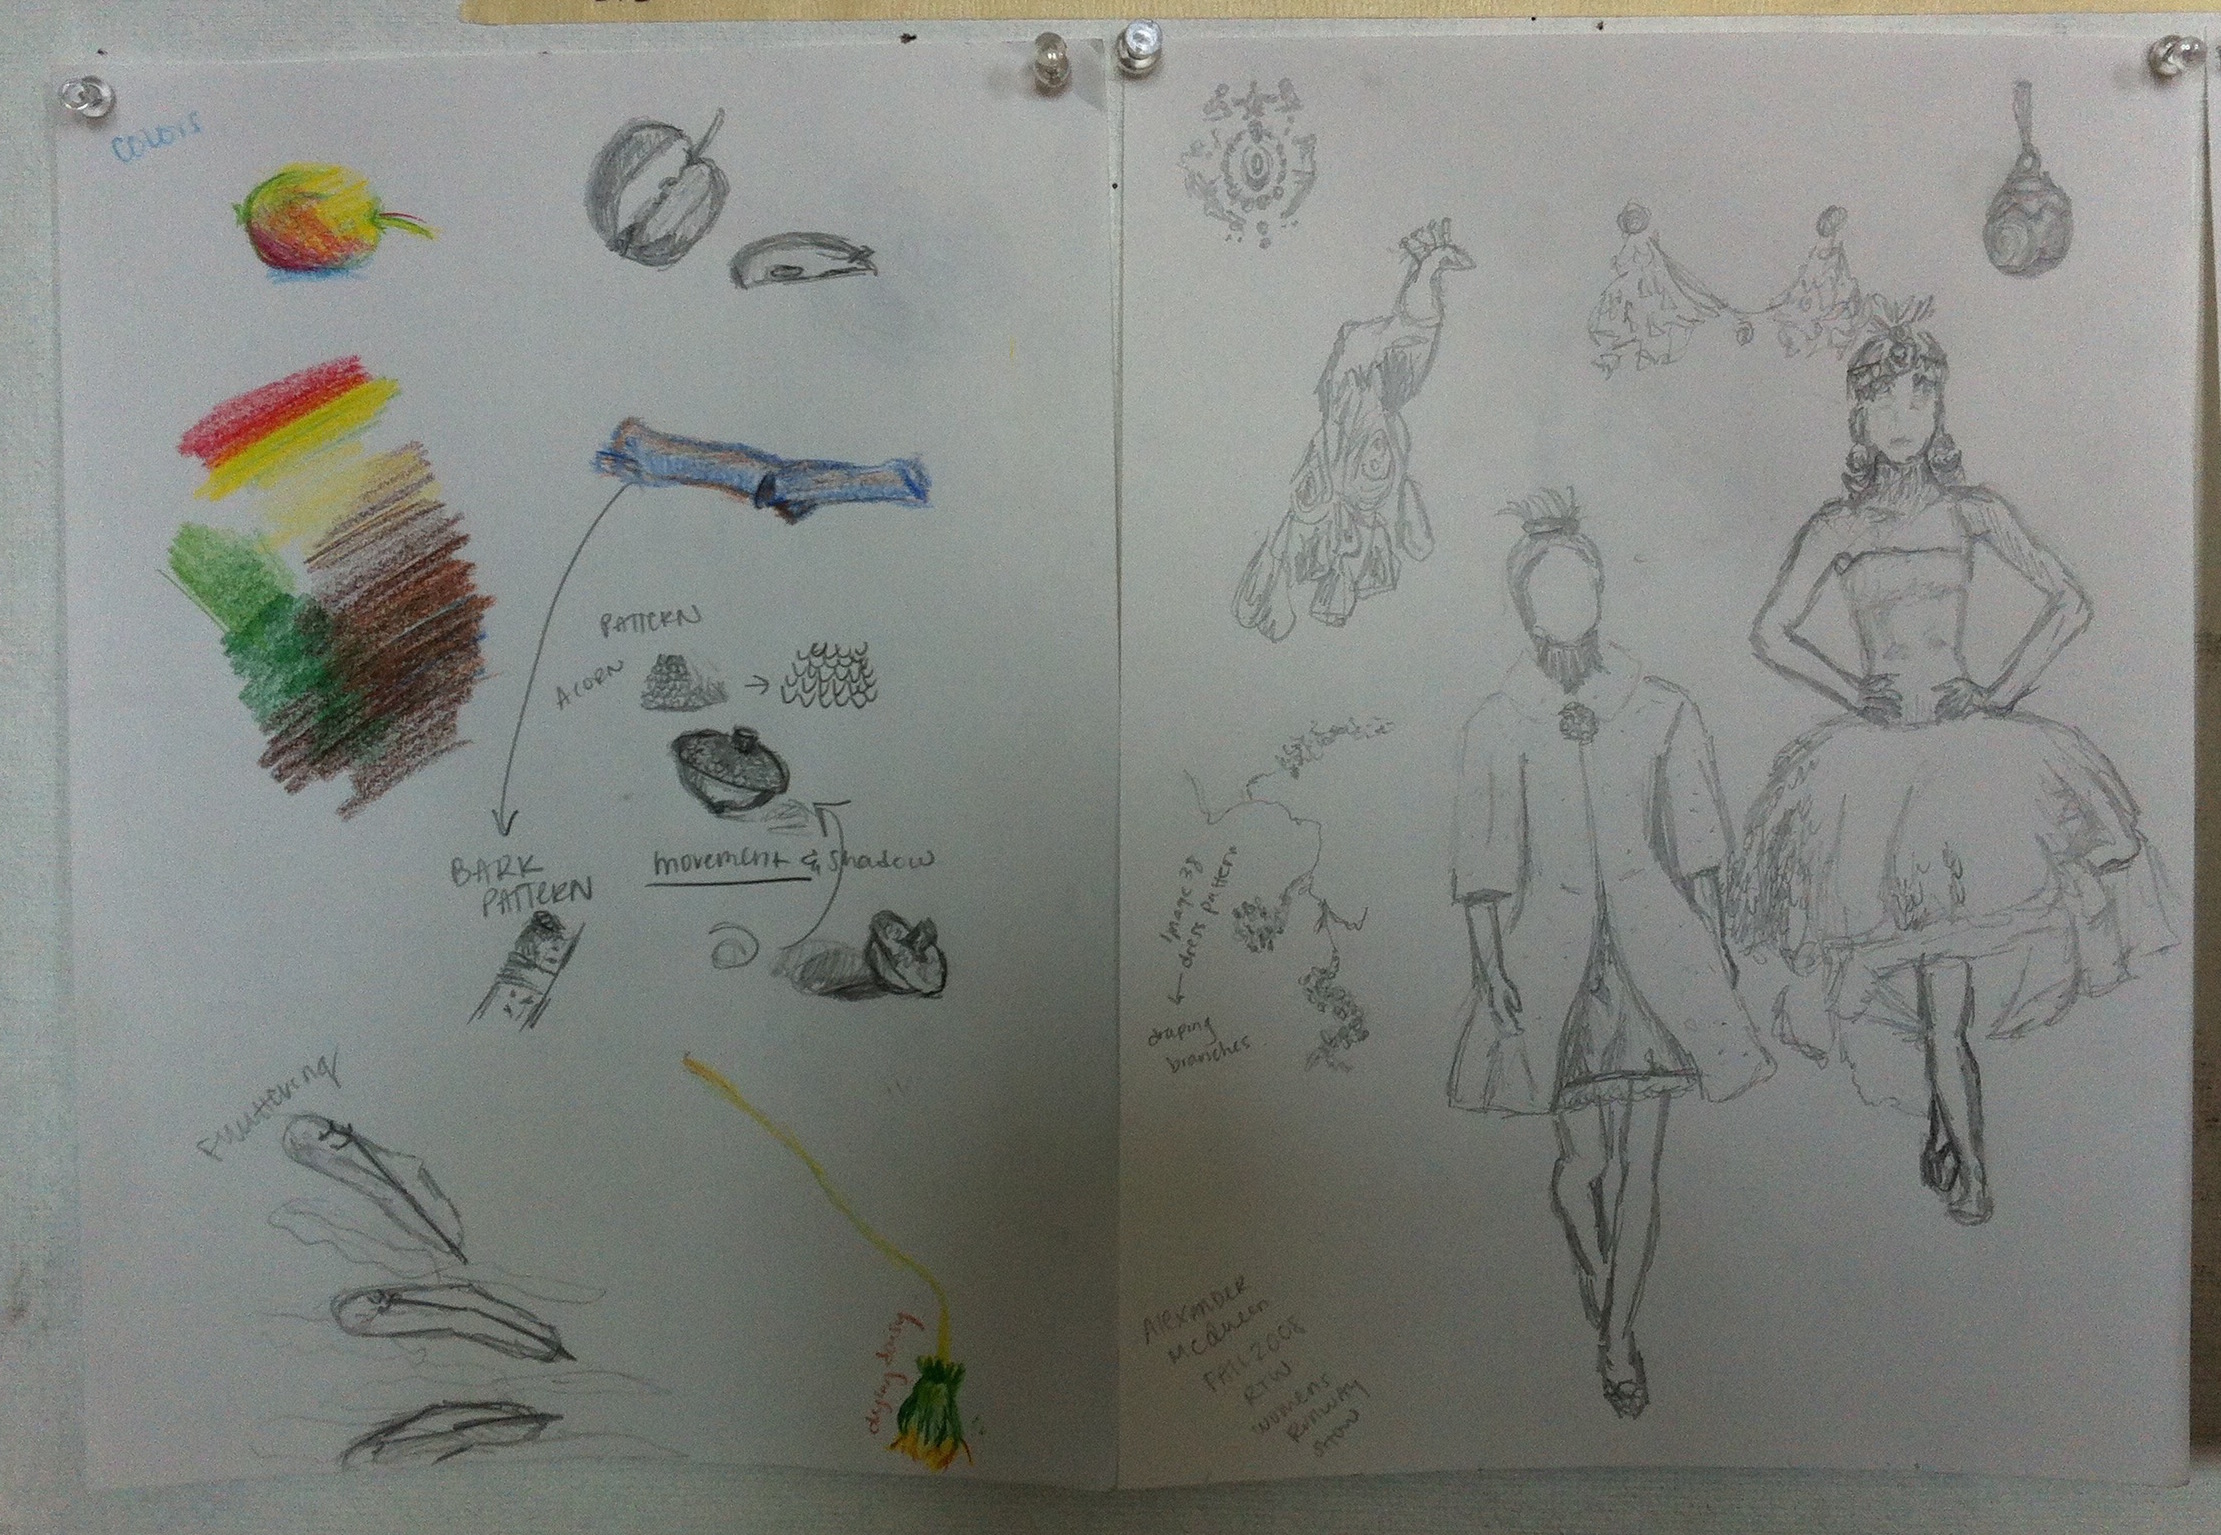 colors
PATTERN
ACORN
BARK
PATTERN
movement & shadow
Fluttering
dying daisy
image 38
dress pattern
draping
branches
ALEXANDER
McQueen
FALL 2008
RTW
womens
Runway
show